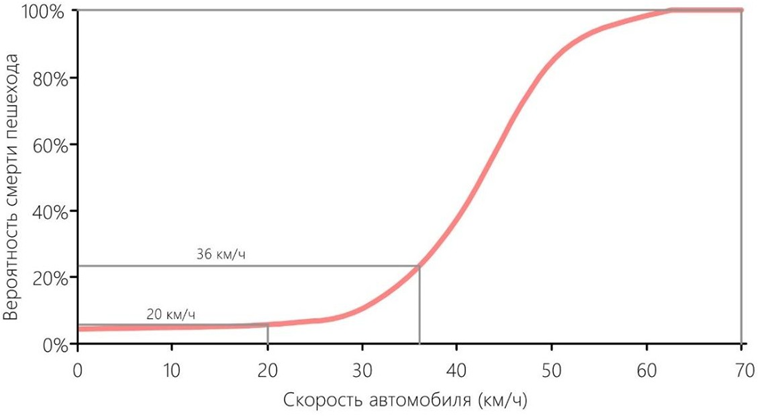 100%
80%
60%
40%
20%
0%
Вероятность смерти пешехода
36 км/ч
20 км/ч
0 10 20 30 40 50 60 70
Скорость автомобиля (км/ч)